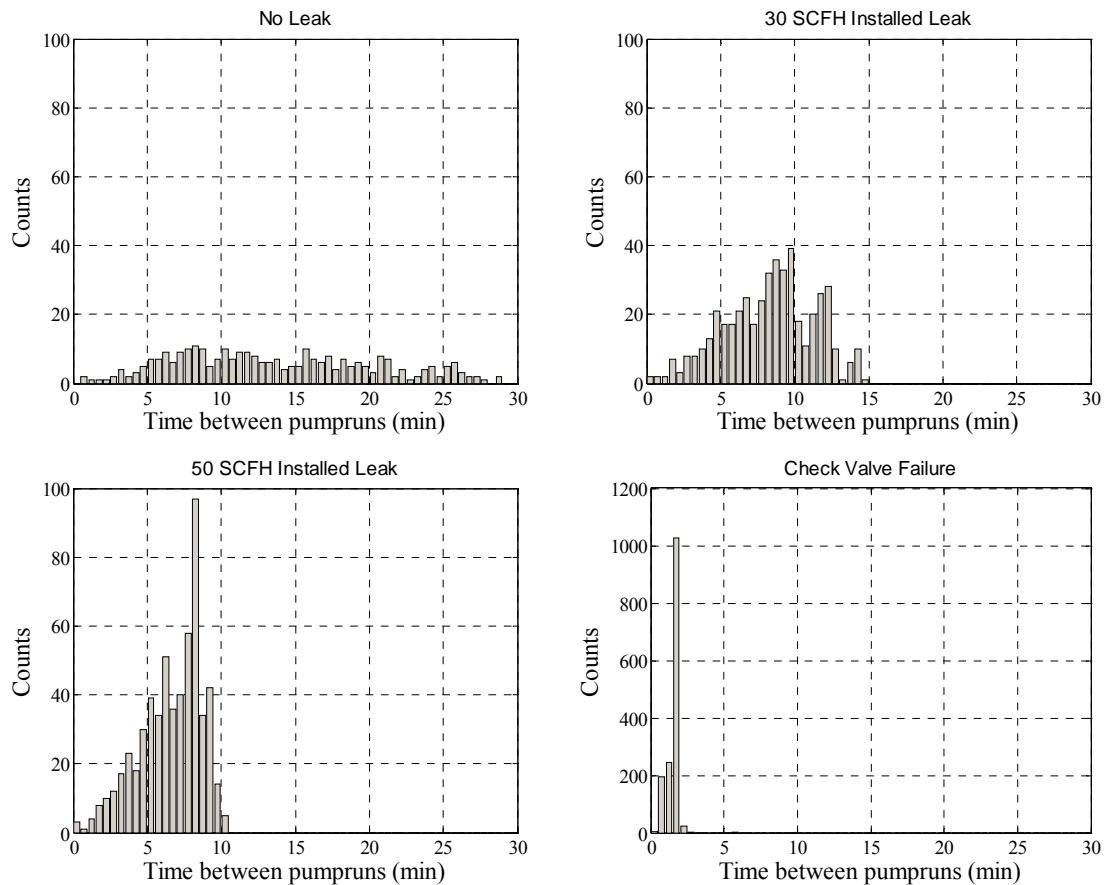 No Leak
100
80
60
40
20
0
Counts
0 5 10 15 20 25 30
Time between pumpruns (min)
30 SCFH Installed Leak
100
80
60
40
20
0
Counts
0 5 10 15 20 25 30
Time between pumpruns (min)
50 SCFH Installed Leak
100
80
60
40
20
0
Counts
0 5 10 15 20 25 30
Time between pumpruns (min)
Check Valve Failure
1200
1000
800
600
400
200
0
Counts
0 5 10 15 20 25 30
Time between pumpruns (min)